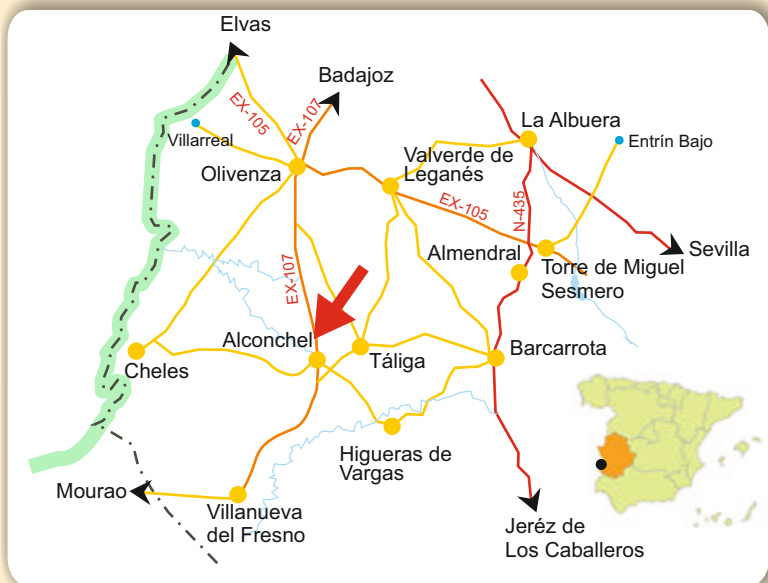 Elvas
Badajoz
EX-105
EX-107
Villarreal
La Albuera
Entrín Bajo
Olivenza
Valverde de
Leganés
EX-105
N-435
Almendral
Sevilla
Torre de Miguel
Sesmero
EX-107
Alconchel
Táliga
Barcarrota
Cheles
Higueras de
Vargas
Mourao
Villanueva
del Fresno
Jeréz de
Los Caballeros